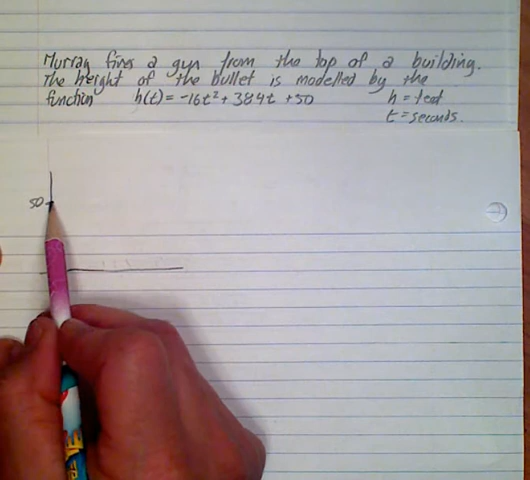 Murray fires a gun from the top of a building.
The height of the bullet is modelled by the
function h(t) = -16t² + 384t + 50 h = feet
t = seconds.
50